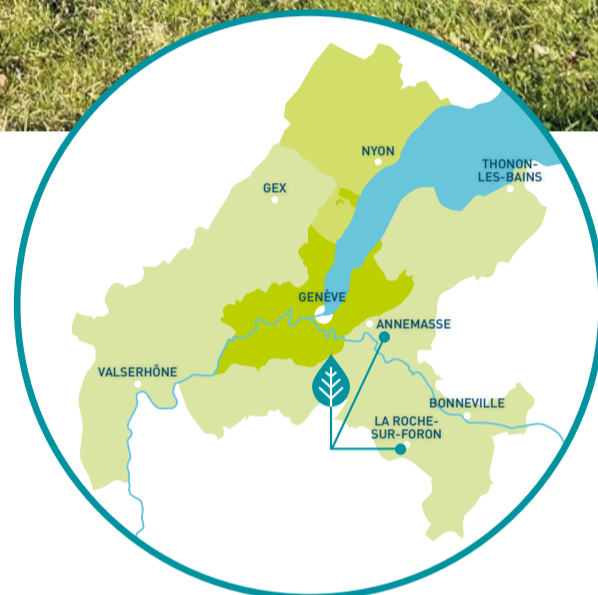 NYON
THONON-
LES-BAINS
GEX
GENÈVE
ANNEMASSE
VALSERHÔNE
BONNEVILLE
LA ROCHE-
SUR-FORON